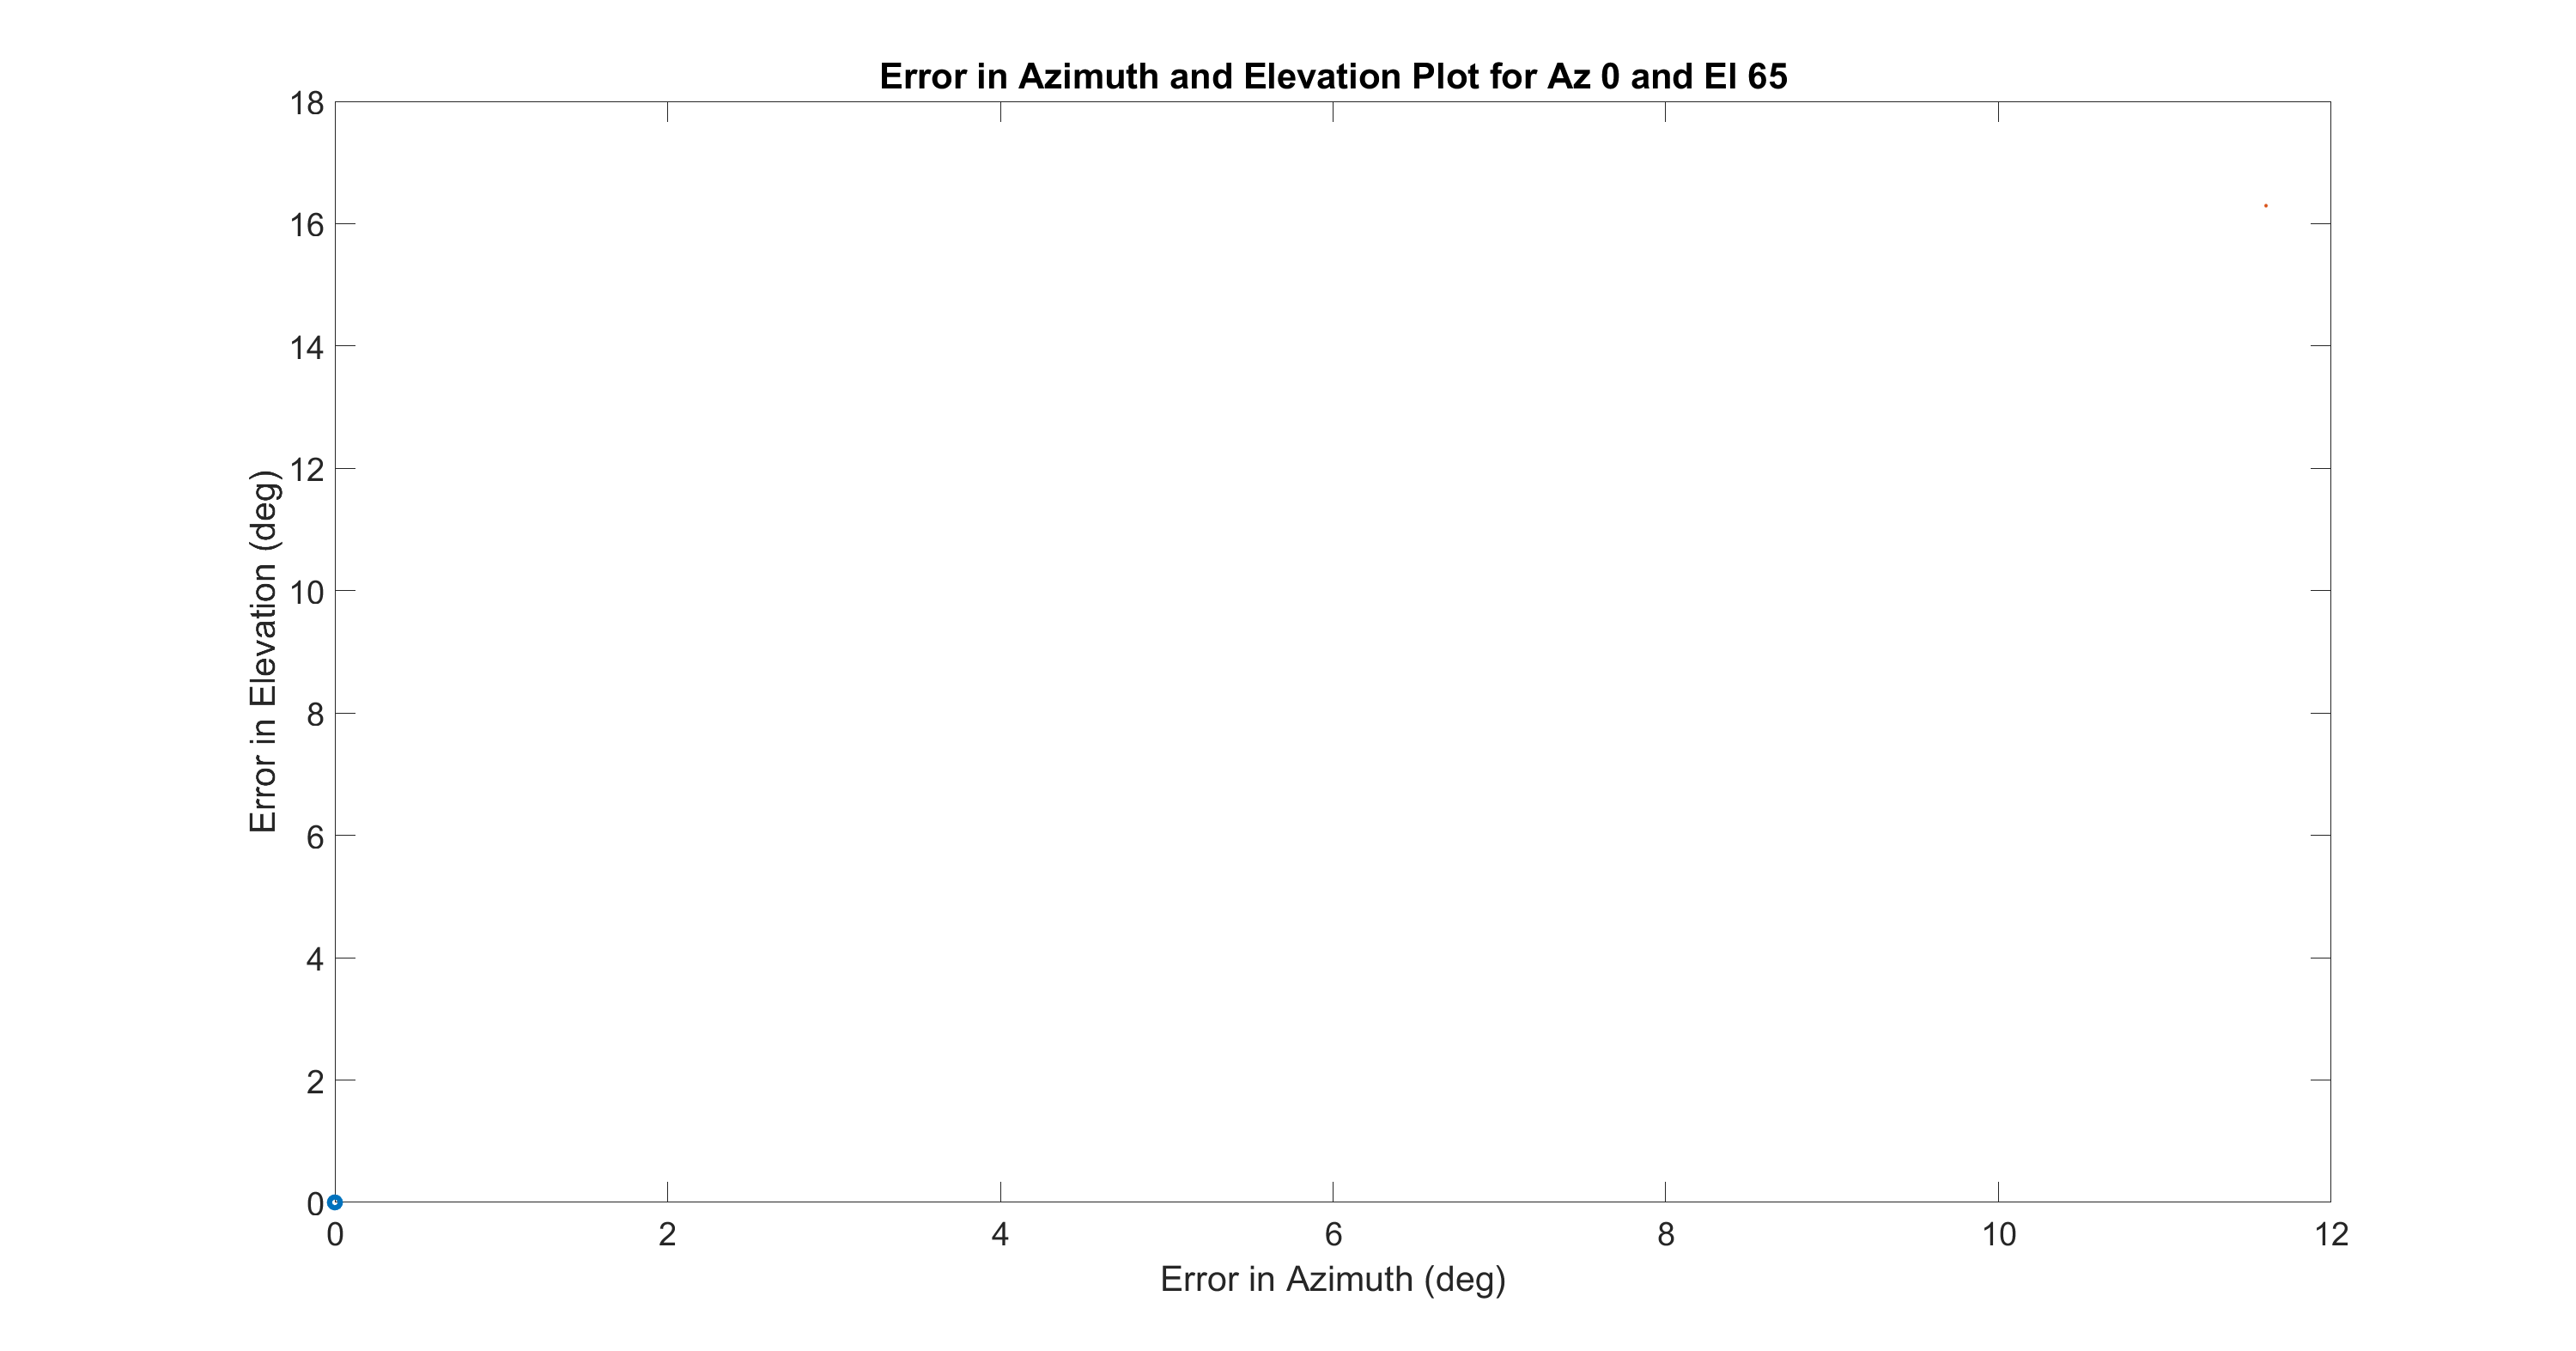 Error in Azimuth and Elevation Plot for Az 0 and El 65
18
16
14
12
10
8
6
4
2
0
Error in Elevation (deg)
0 2 4 6 8 10 12
Error in Azimuth (deg)